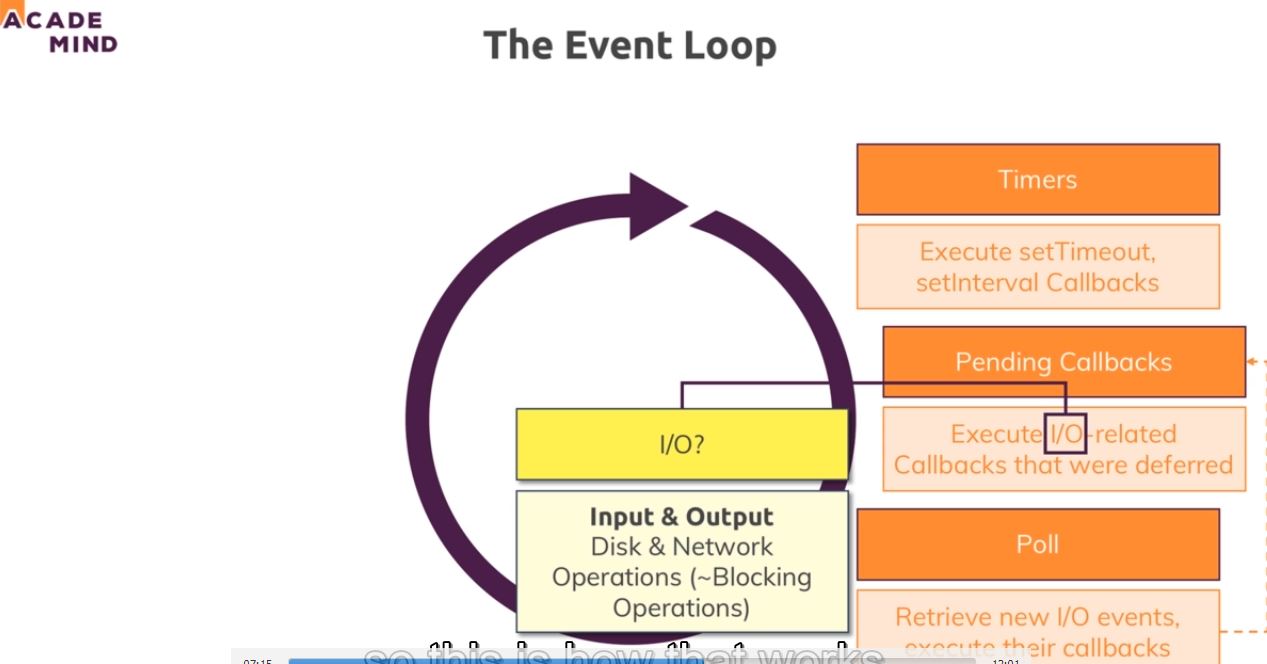 ACADE
MIND
The Event Loop
Timers
Execute setTimeout,
setInterval Callbacks
Pending Callbacks
Execute I/O-related
Callbacks that were deferred
I/O?
Input & Output
Disk & Network
Operations (~Blocking
Operations)
Poll
Retrieve new I/O events,
execute their callbacks
so this is how that works
07:15
12:01